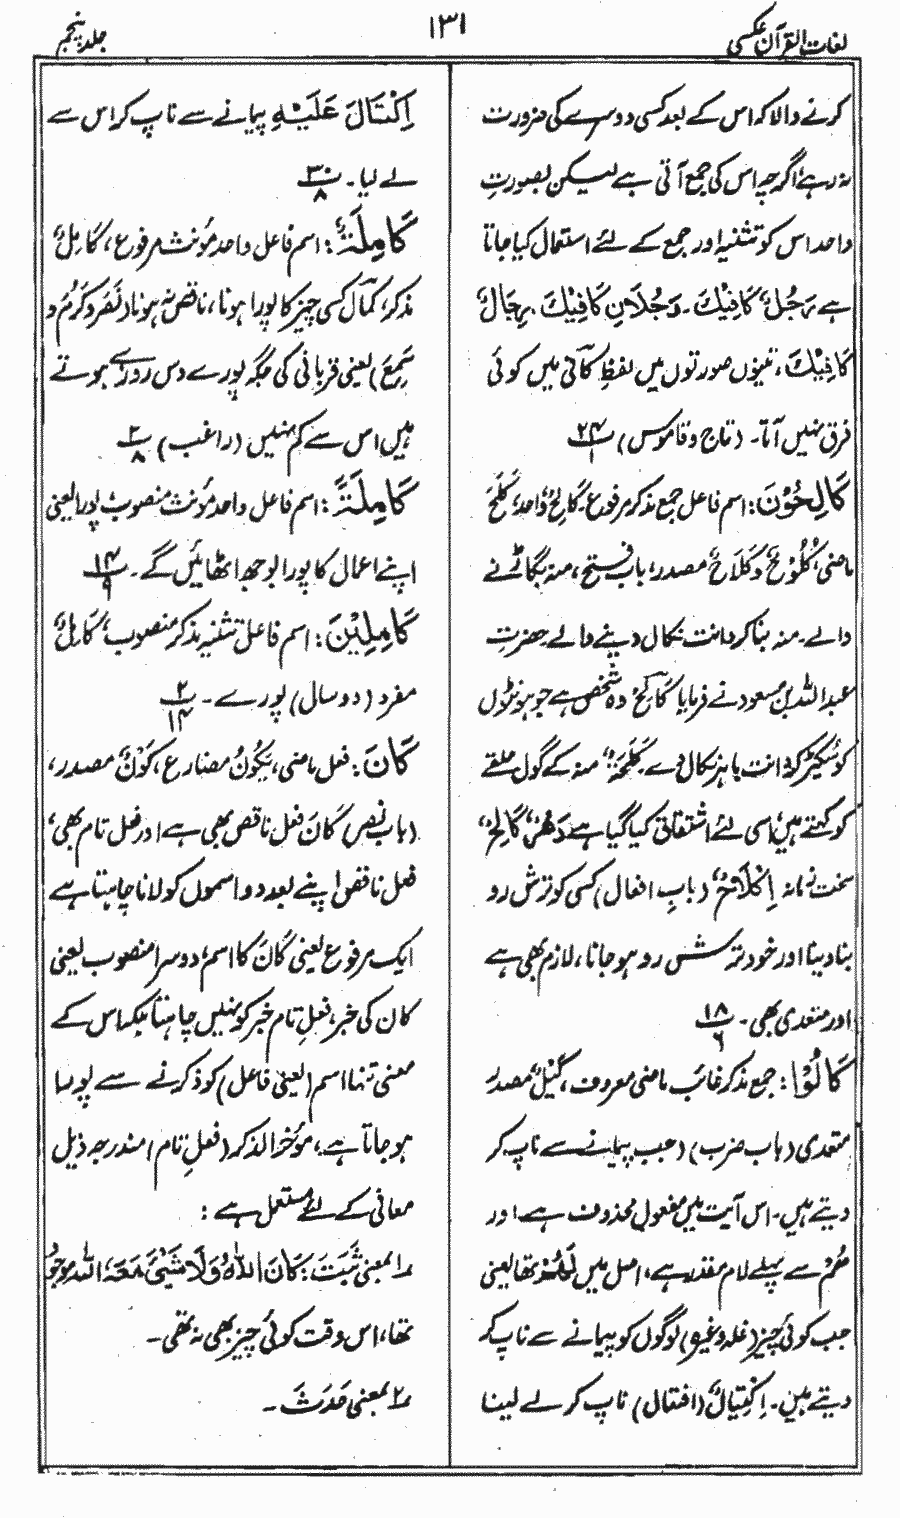 لغات القرآن عکسی
۱۳۱
جلد پنجم
کرنے والا کہ اس کے بعد کسی دوسرے کی ضرورت
نہ رہے، اگرچہ اس کی جمع آتی ہے لیکن بصورتِ
واحد اس کو تثنیہ اور جمع کے لئے استعمال کیا جاتا
ہے رَجُلٌ کَافِیْکَ۔ رَجُلَانِ کَافِیْکَ رِجَالٌ
کَافِیْکَ، تینوں صورتوں میں لفظِ کَافی میں کوئی
فرق نہیں آتا۔ (تاج و قاموس) ۲۴/۱
کَالِحُوْنَ: اسم فاعل جمع مذکر مرفوع۔ کَالِحٌ واحد، کَلَحَ
ماضی، کُلُوْحٌ وکُلَاحٌ مصدر، باب فتح، منہ بگاڑنے
والے۔ منہ بنا کر دانت نکال دینے والے۔ حضرت
عبداللہ بن مسعود نے فرمایا کَالِحٌ وہ شخص ہے جو ہونٹوں
کو سُکیڑ کر دانت باہر نکال دے۔ کَلَحَۃٌ، منہ کے گول حلقے
کو کہتے ہیں، اسی لئے اشتقاق کیا گیا ہے دَھْرٌ کَالِحٌ،
سخت زمانہ اِکْلَاحٌ (باب افعال) کسی کو ترش رو
بنا دینا اور خود ترش رو ہو جانا، لازم بھی ہے
اور متعدی بھی۔ ۱۸/۶
کَالُوْا: جمع مذکر غائب ماضی معروف، کَیْلٌ مصدر
متعدی (باب ضرب) (جب پیمانے سے ناپ کر
دیتے ہیں۔ اس آیت میں مفعول محذوف ہے اور
ھُمْ سے پہلے لام مقدر ہے، اصل میں لَھُمْ تھا یعنی
جب کوئی چیز (غلہ وغیرہ) لوگوں کو پیمانے سے ناپ کر
دیتے ہیں۔ اِکْتِیَالٌ (افتعال) ناپ کر لے لینا
اِکْتَالَ عَلَیْہِ پیمانے سے ناپ کر اس سے
لے لیا۔ ۳۰/۸
کَامِلَۃٌ: اسم فاعل واحد مؤنث مرفوع، کَامِلٌ
مذکر، کمال کسی چیز کا پورا ہونا، ناقص نہ ہونا (نَصَرَ وکَرُمَ و
سَمِعَ) یعنی قربانی کی جگہ پورے دس روزے ہوتے
ہیں اس سے کم نہیں (راغب) ۲/۸
کَامِلَۃً: اسم فاعل واحد مؤنث منصوب، پورا یعنی
اپنے اعمال کا پورا بوجھ اٹھائیں گے۔ ۱۴/۹
کَامِلِیْنَ: اسم فاعل تثنیہ مذکر منصوب، کَامِلٌ
مفرد (دو سال) پورے۔ ۲/۱۴
کَانَ: فعل ماضی، یَکُوْنُ مضارع، کَوْنٌ مصدر،
(باب نصر) کَانَ فعل ناقص بھی ہے اور فعل تام بھی،
فعل ناقص اپنے بعد دو اسموں کو لانا چاہتا ہے
ایک مرفوع یعنی کَانَ کا اسم، دوسرا منصوب یعنی
کان کی خبر، فعلِ تام خبر کو نہیں چاہتا بلکہ اس کے
معنی تنہا اسم (یعنی فاعل) کو ذکر کرنے سے پورا
ہو جاتا ہے، مؤخر الذکر (فعلِ تام) مندرجہ ذیل
معانی کے لئے مستعمل ہے:
۱ بمعنی ثَبَتَ: کَانَ اللّٰہُ وَلَا شَیْءَ مَعَہٗ، اللہ موجود
تھا، اس وقت کوئی چیز بھی نہ تھی۔
۲ بمعنی حَدَثَ۔